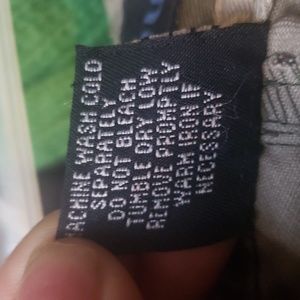 MACHINE WASH COLD
SEPARATELY
DO NOT BLEACH
TUMBLE DRY LOW
REMOVE PROMPTLY
WARM IRON IF
NECESSARY